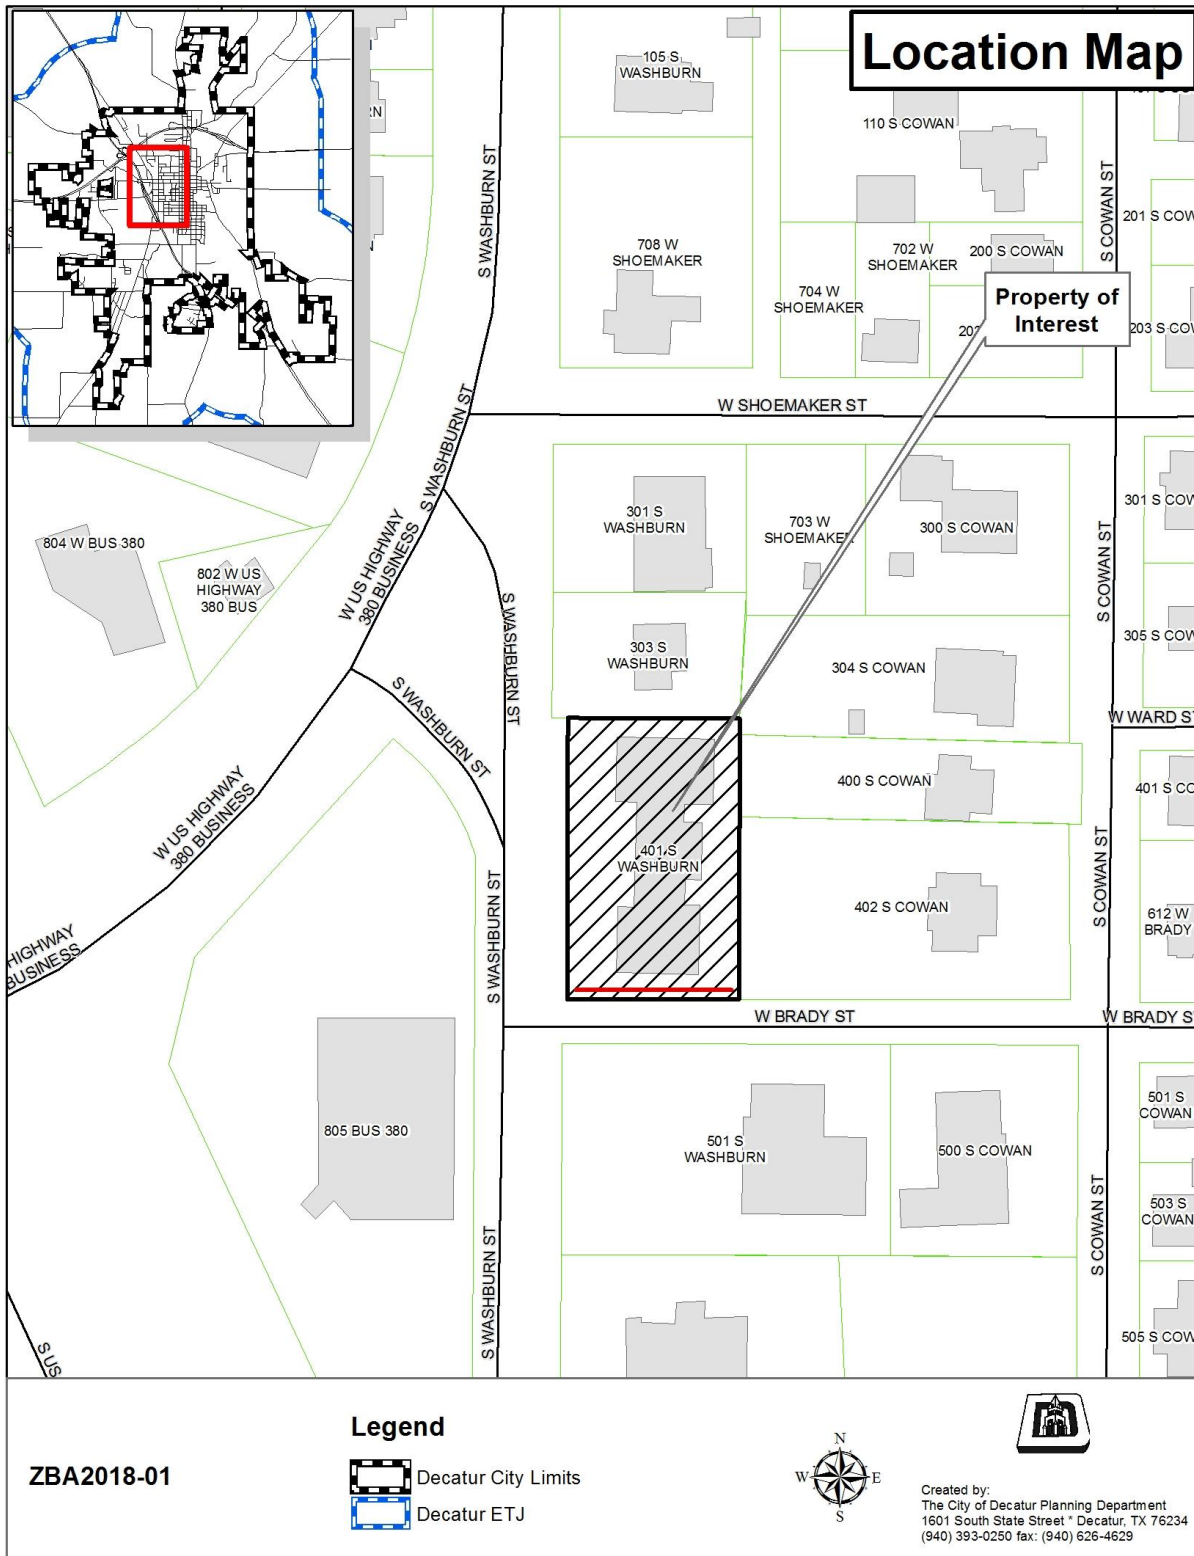 Location Map
105 S
WASHBURN
110 S COWAN
S WASHBURN ST
S COWAN ST
201 S COW
708 W
SHOEMAKER
702 W
SHOEMAKER
200 S COWAN
704 W
SHOEMAKER
Property of
Interest
203 S COW
W SHOEMAKER ST
S WASHBURN ST
301 S
WASHBURN
703 W
SHOEMAKER
300 S COWAN
301 S COW
804 W BUS 380
802 W US
HIGHWAY
380 BUS
W US HIGHWAY
380 BUSINESS
S WASHBURN ST
S COWAN ST
303 S
WASHBURN
304 S COWAN
305 S COW
S WASHBURN ST
W WARD ST
W US HIGHWAY
380 BUSINESS
400 S COWAN
401 S CO
401 S
WASHBURN
S WASHBURN ST
402 S COWAN
S COWAN ST
612 W
BRADY
HIGHWAY
BUSINESS
W BRADY ST
W BRADY ST
805 BUS 380
501 S
WASHBURN
500 S COWAN
501 S
COWAN
503 S
COWAN
S WASHBURN ST
S COWAN ST
505 S COW
S US
ZBA2018-01
Legend
Decatur City Limits
Decatur ETJ
N
W E
S
D
Created by:
The City of Decatur Planning Department
1601 South State Street * Decatur, TX 76234
(940) 393-0250 fax: (940) 626-4629